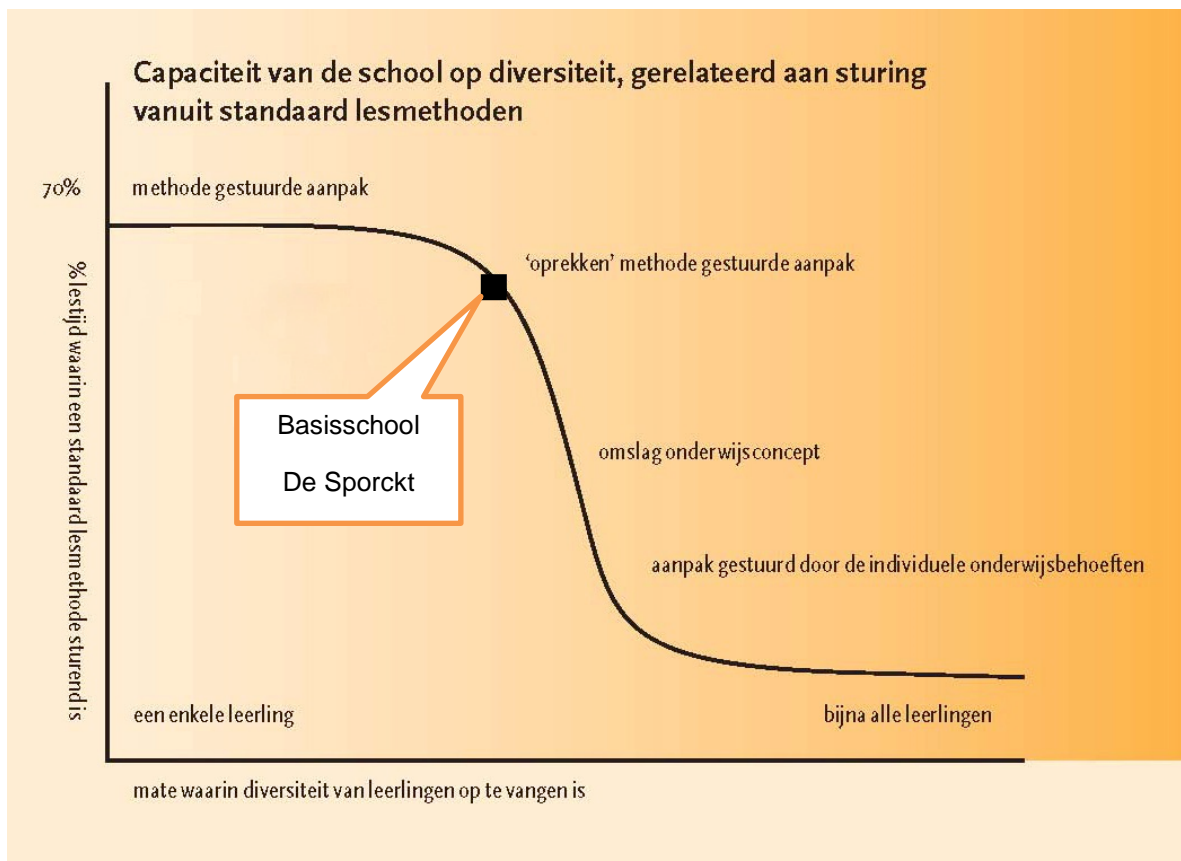 Capaciteit van de school op diversiteit, gerelateerd aan sturing
vanuit standaard lesmethoden
70%
methode gestuurde aanpak
'oprekken' methode gestuurde aanpak
% lestijd waarin een standaard lesmethode sturend is
Basisschool
De Sporckt
omslag onderwijsconcept
aanpak gestuurd door de individuele onderwijsbehoeften
een enkele leerling
bijna alle leerlingen
mate waarin diversiteit van leerlingen op te vangen is